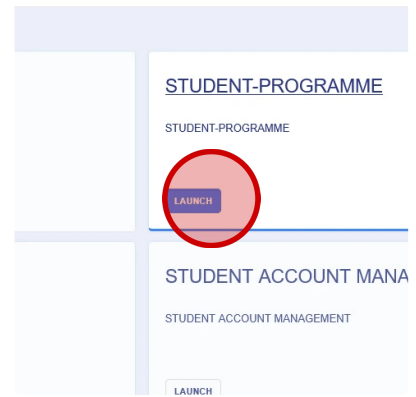 STUDENT-PROGRAMME
STUDENT-PROGRAMME
LAUNCH
STUDENT ACCOUNT MANA
STUDENT ACCOUNT MANAGEMENT
LAUNCH